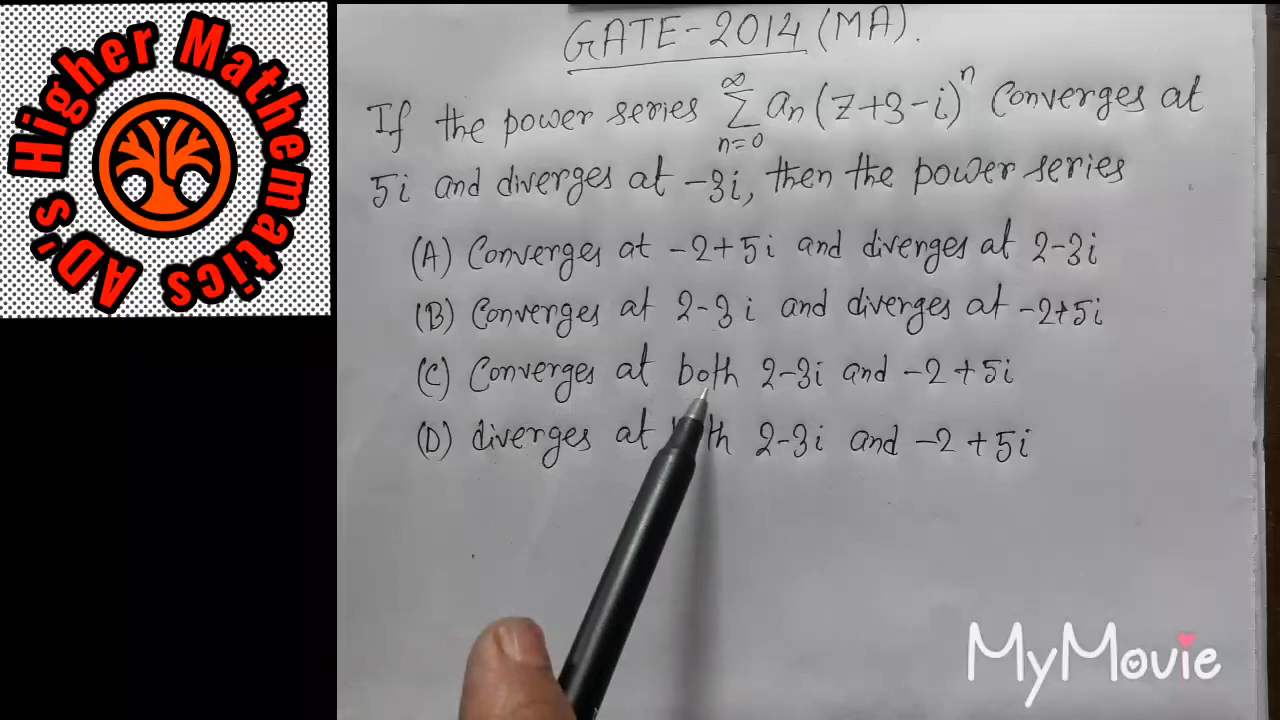 AD's Higher Mathematics
GATE-2014 (MA).
If the power series ∑_{n=0}^{∞} a_n (z+3-i)^n Converges at
5i and diverges at -3i, then the power series
(A) Converges at -2+5i and diverges at 2-3i
(B) Converges at 2-3i and diverges at -2+5i
(C) Converges at both 2-3i and -2+5i
(D) diverges at both 2-3i and -2+5i
MyMovie